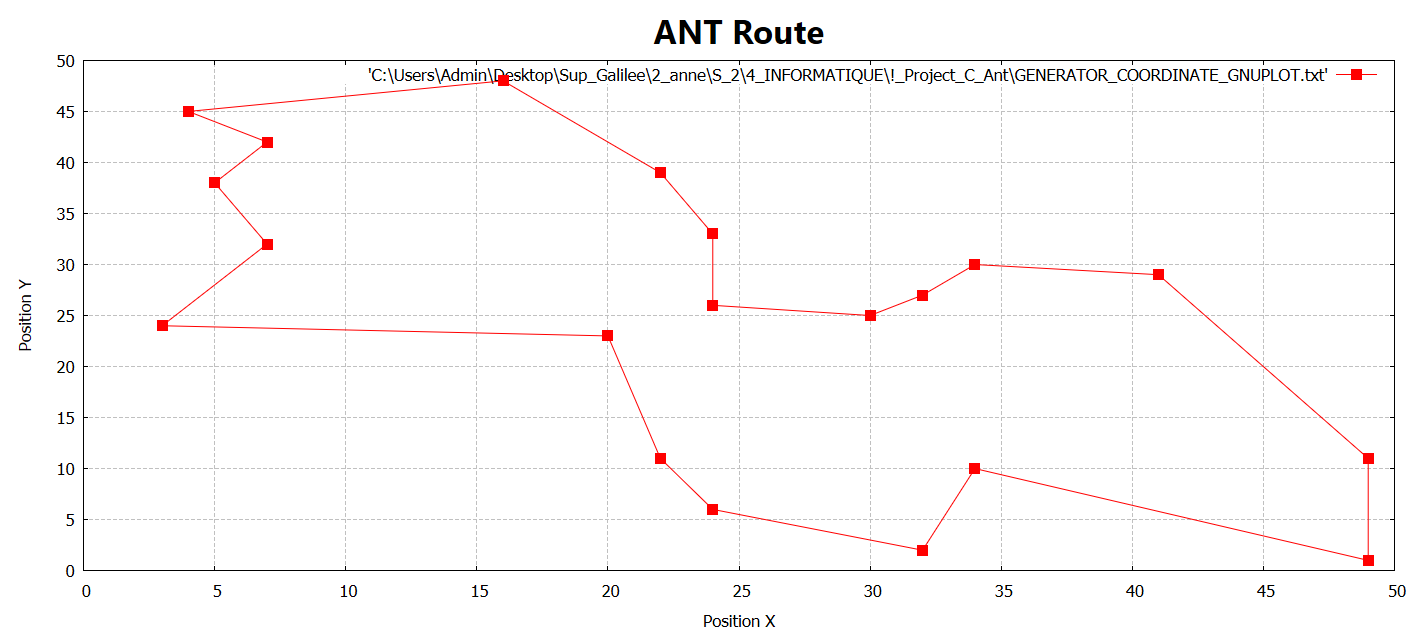 ANT Route
'C:\Users\Admin\Desktop\Sup_Galilee\2_anne\S_2\4_INFORMATIQUE\!_Project_C_Ant\GENERATOR_COORDINATE_GNUPLOT.txt'
50
45
40
35
30
25
20
15
10
5
0
Position Y
0 5 10 15 20 25 30 35 40 45 50
Position X